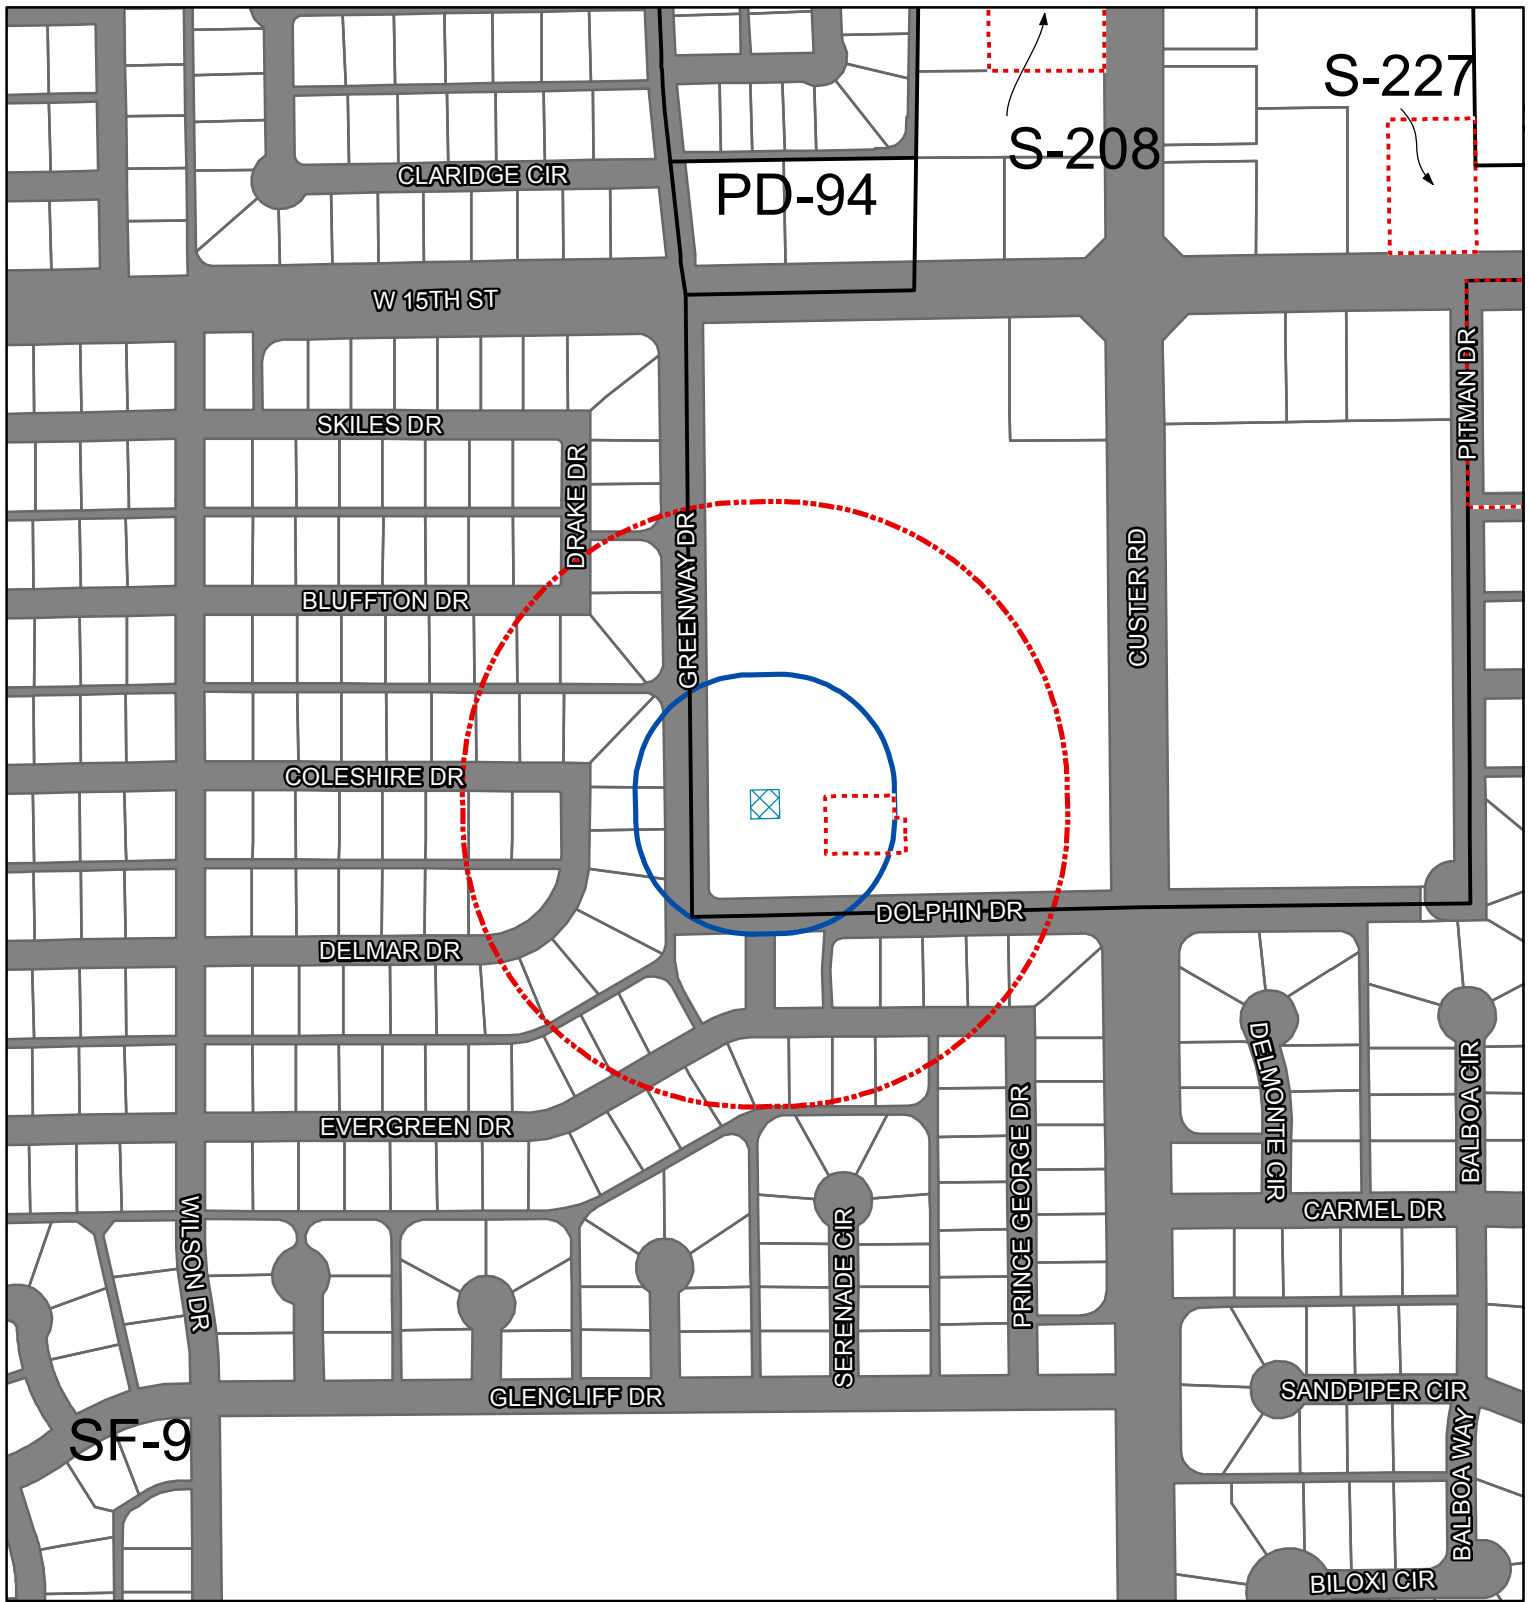 S-227
S-208
CLARIDGE CIR
PD-94
W 15TH ST
PITMAN DR
SKILES DR
DRAKE DR
GREENWAY DR
CUSTER RD
BLUFFTON DR
COLESHIRE DR
DOLPHIN DR
DELMAR DR
DELMONTE CIR
BALBOA CIR
EVERGREEN DR
PRINCE GEORGE DR
WILSON DR
SERENADE CIR
CARMEL DR
GLENCLIFF DR
SANDPIPER CIR
SF-9
BALBOA WAY
BILOXI CIR